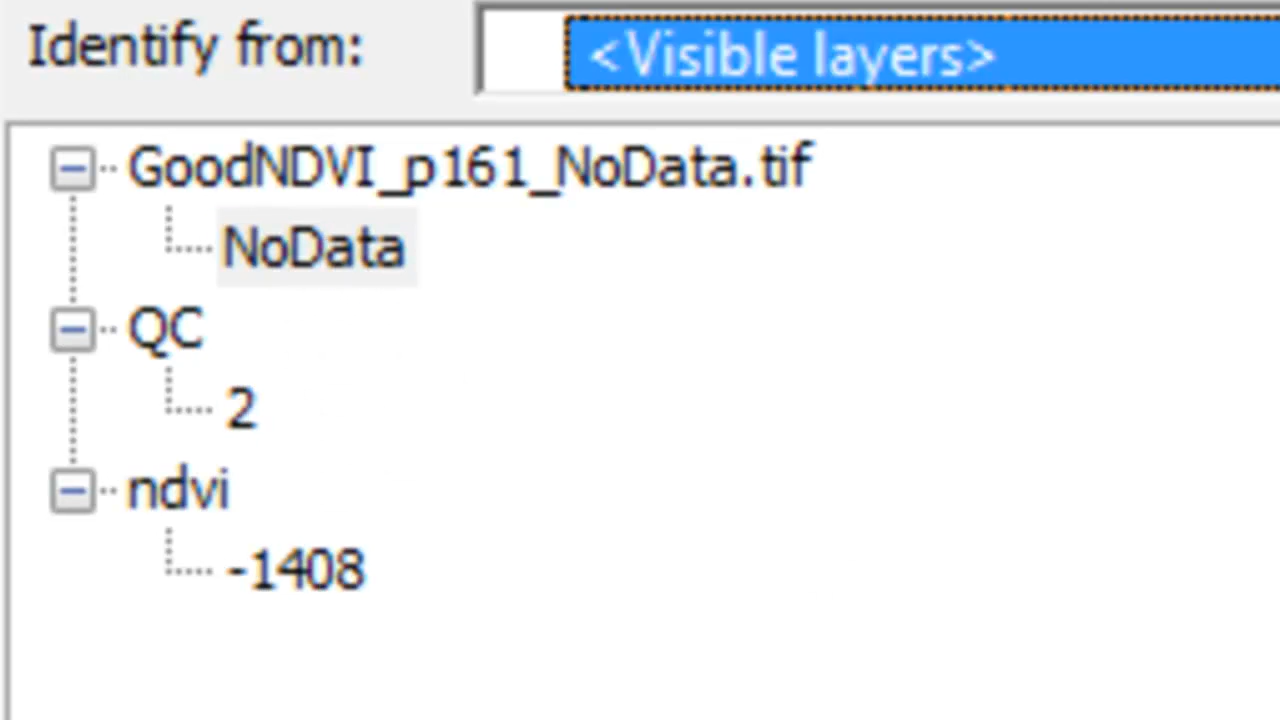 Identify from: <Visible layers>
GoodNDVI_p161_NoData.tif
NoData
QC
2
ndvi
-1408